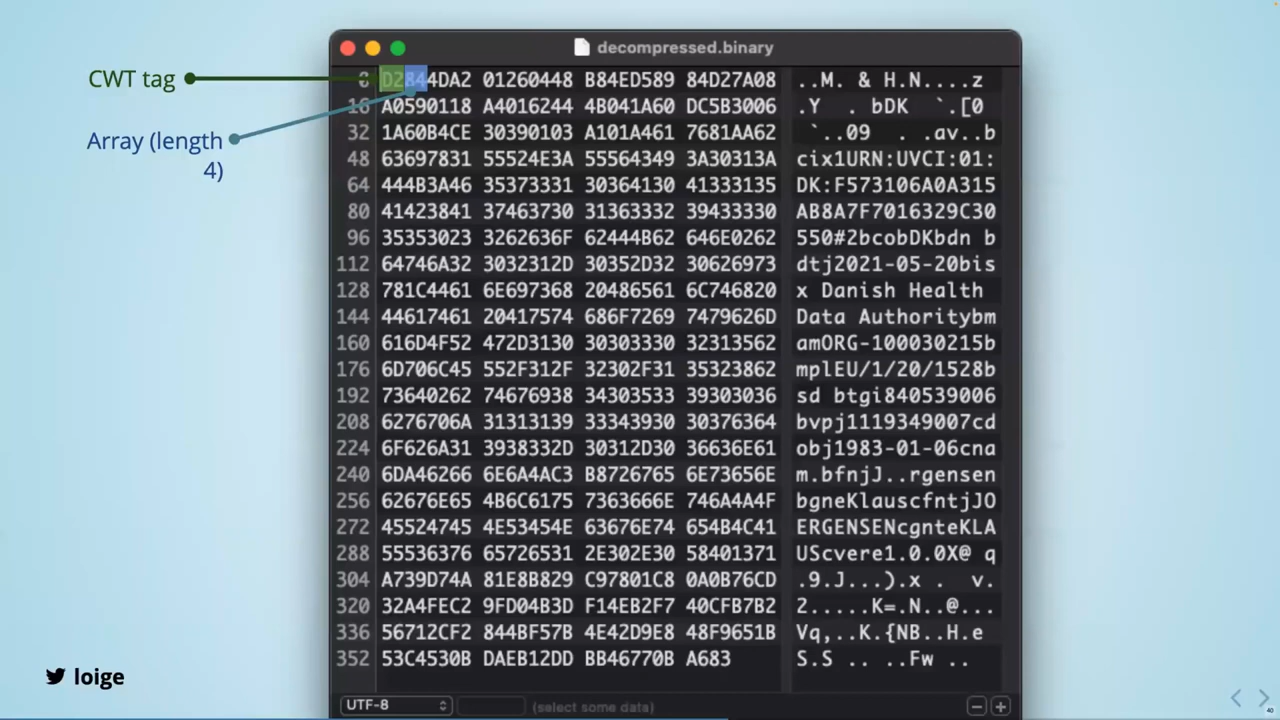 decompressed.binary
CWT tag
Array (length
4)
0 D2844DA2 01260448 B84ED589 84D27A08 ..M. & H.N....z
16 A0590118 A4016244 4B041A60 DC5B3006 .Y . bDK `.[0
32 1A60B4CE 30390103 A101A461 7681AA62 `..09 . .av..b
48 63697831 55524E3A 55564349 3A30313A cix1URN:UVCI:01:
64 444B3A46 35373331 30364130 41333135 DK:F573106A0A315
80 41423841 37463730 31363332 39433330 AB8A7F7016329C30
96 35353023 3262636F 62444B62 646E0262 550#2bcobDKbdn b
112 64746A32 3032312D 30352D32 30626973 dtj2021-05-20bis
128 781C4461 6E697368 20486561 6C746820 x Danish Health
144 44617461 20417574 686F7269 7479626D Data Authoritybm
160 616D4F52 472D3130 30303330 32313562 amORG-100030215b
176 6D706C45 552F312F 32302F31 35323862 mplEU/1/20/1528b
192 73640262 74676938 34303533 39303036 sd btgi840539006
208 6276706A 31313139 33343930 30376364 bvpj1119349007cd
224 6F626A31 3938332D 30312D30 36636E61 obj1983-01-06cna
240 6DA46266 6E6A4AC3 B8726765 6E73656E m.bfnjJ..rgensen
256 62676E65 4B6C6175 7363666E 746A4A4F bgneKlauscfntjJO
272 45524745 4E53454E 63676E74 654B4C41 ERGENSENcgnteKLA
288 55536376 65726531 2E302E30 58401371 UScvere1.0.0X@ q
304 A739D74A 81E8B829 C97801C8 0A0B76CD .9.J...).x . v.
320 32A4FEC2 9FD04B3D F14EB2F7 40CFB7B2 2.....K=.N..@...
336 56712CF2 844BF57B 4E42D9E8 48F9651B Vq,..K.{NB..H.e
352 53C4530B DAEB12DD BB46770B A683 S.S .. ..Fw ..
UTF-8
(select some data)
loige
40